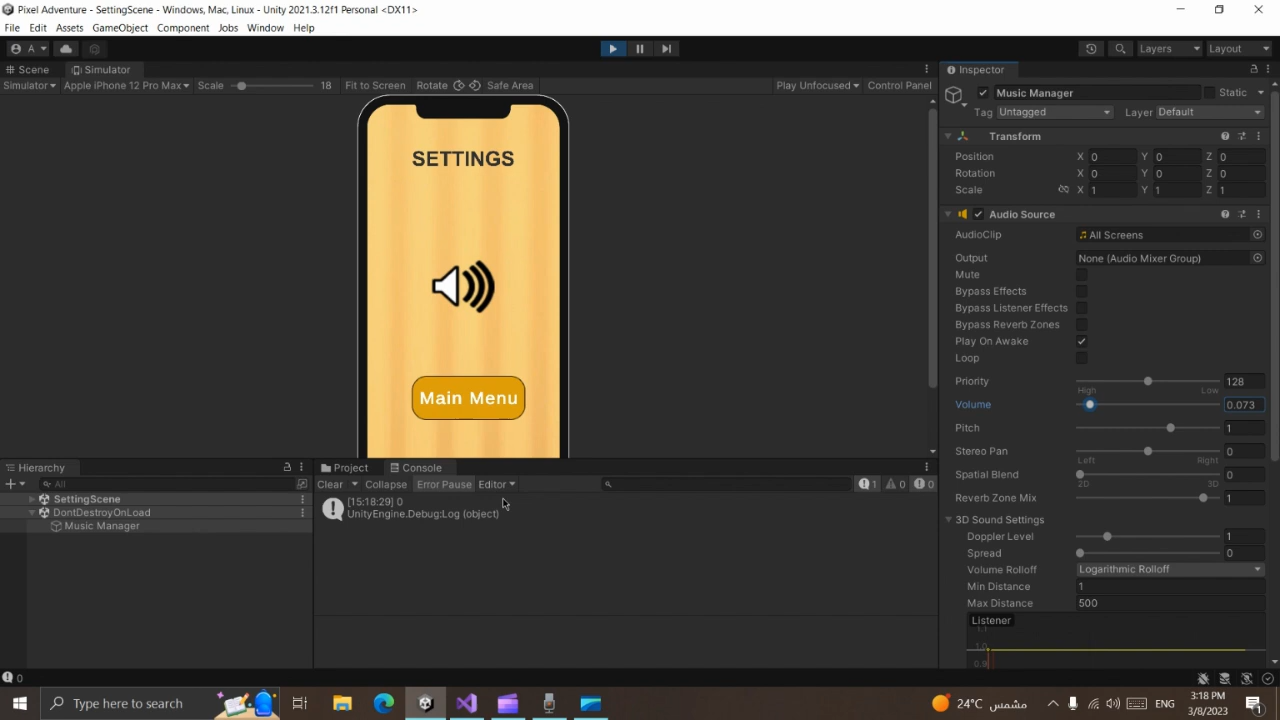 Pixel Adventure - SettingScene - Windows, Mac, Linux - Unity 2021.3.12f1 Personal <DX11>
File Edit Assets GameObject Component Jobs Window Help
A Layers Layout
Scene Simulator
Simulator Apple iPhone 12 Pro Max Scale 18 Fit to Screen Rotate Safe Area Play Unfocused Control Panel
SETTINGS
Main Menu
Inspector
Music Manager Static
Tag Untagged Layer Default
Transform
Position X 0 Y 0 Z 0
Rotation X 0 Y 0 Z 0
Scale X 1 Y 1 Z 1
Audio Source
AudioClip All Screens
Output None (Audio Mixer Group)
Mute
Bypass Effects
Bypass Listener Effects
Bypass Reverb Zones
Play On Awake
Loop
Priority 128
High Low
Volume 0.073
Pitch 1
Stereo Pan 0
Left Right
Spatial Blend 0
2D 3D
Reverb Zone Mix 1
3D Sound Settings
Doppler Level 1
Spread 0
Volume Rolloff Logarithmic Rolloff
Min Distance 1
Max Distance 500
Listener
1.1
1.0
0.9
Hierarchy
All
SettingScene
DontDestroyOnLoad
Music Manager
Project Console
Clear Collapse Error Pause Editor 1 0 0
[15:18:29] 0
UnityEngine.Debug:Log (object)
0
Type here to search
24°C مشمس ENG 3:18 PM
3/8/2023 1